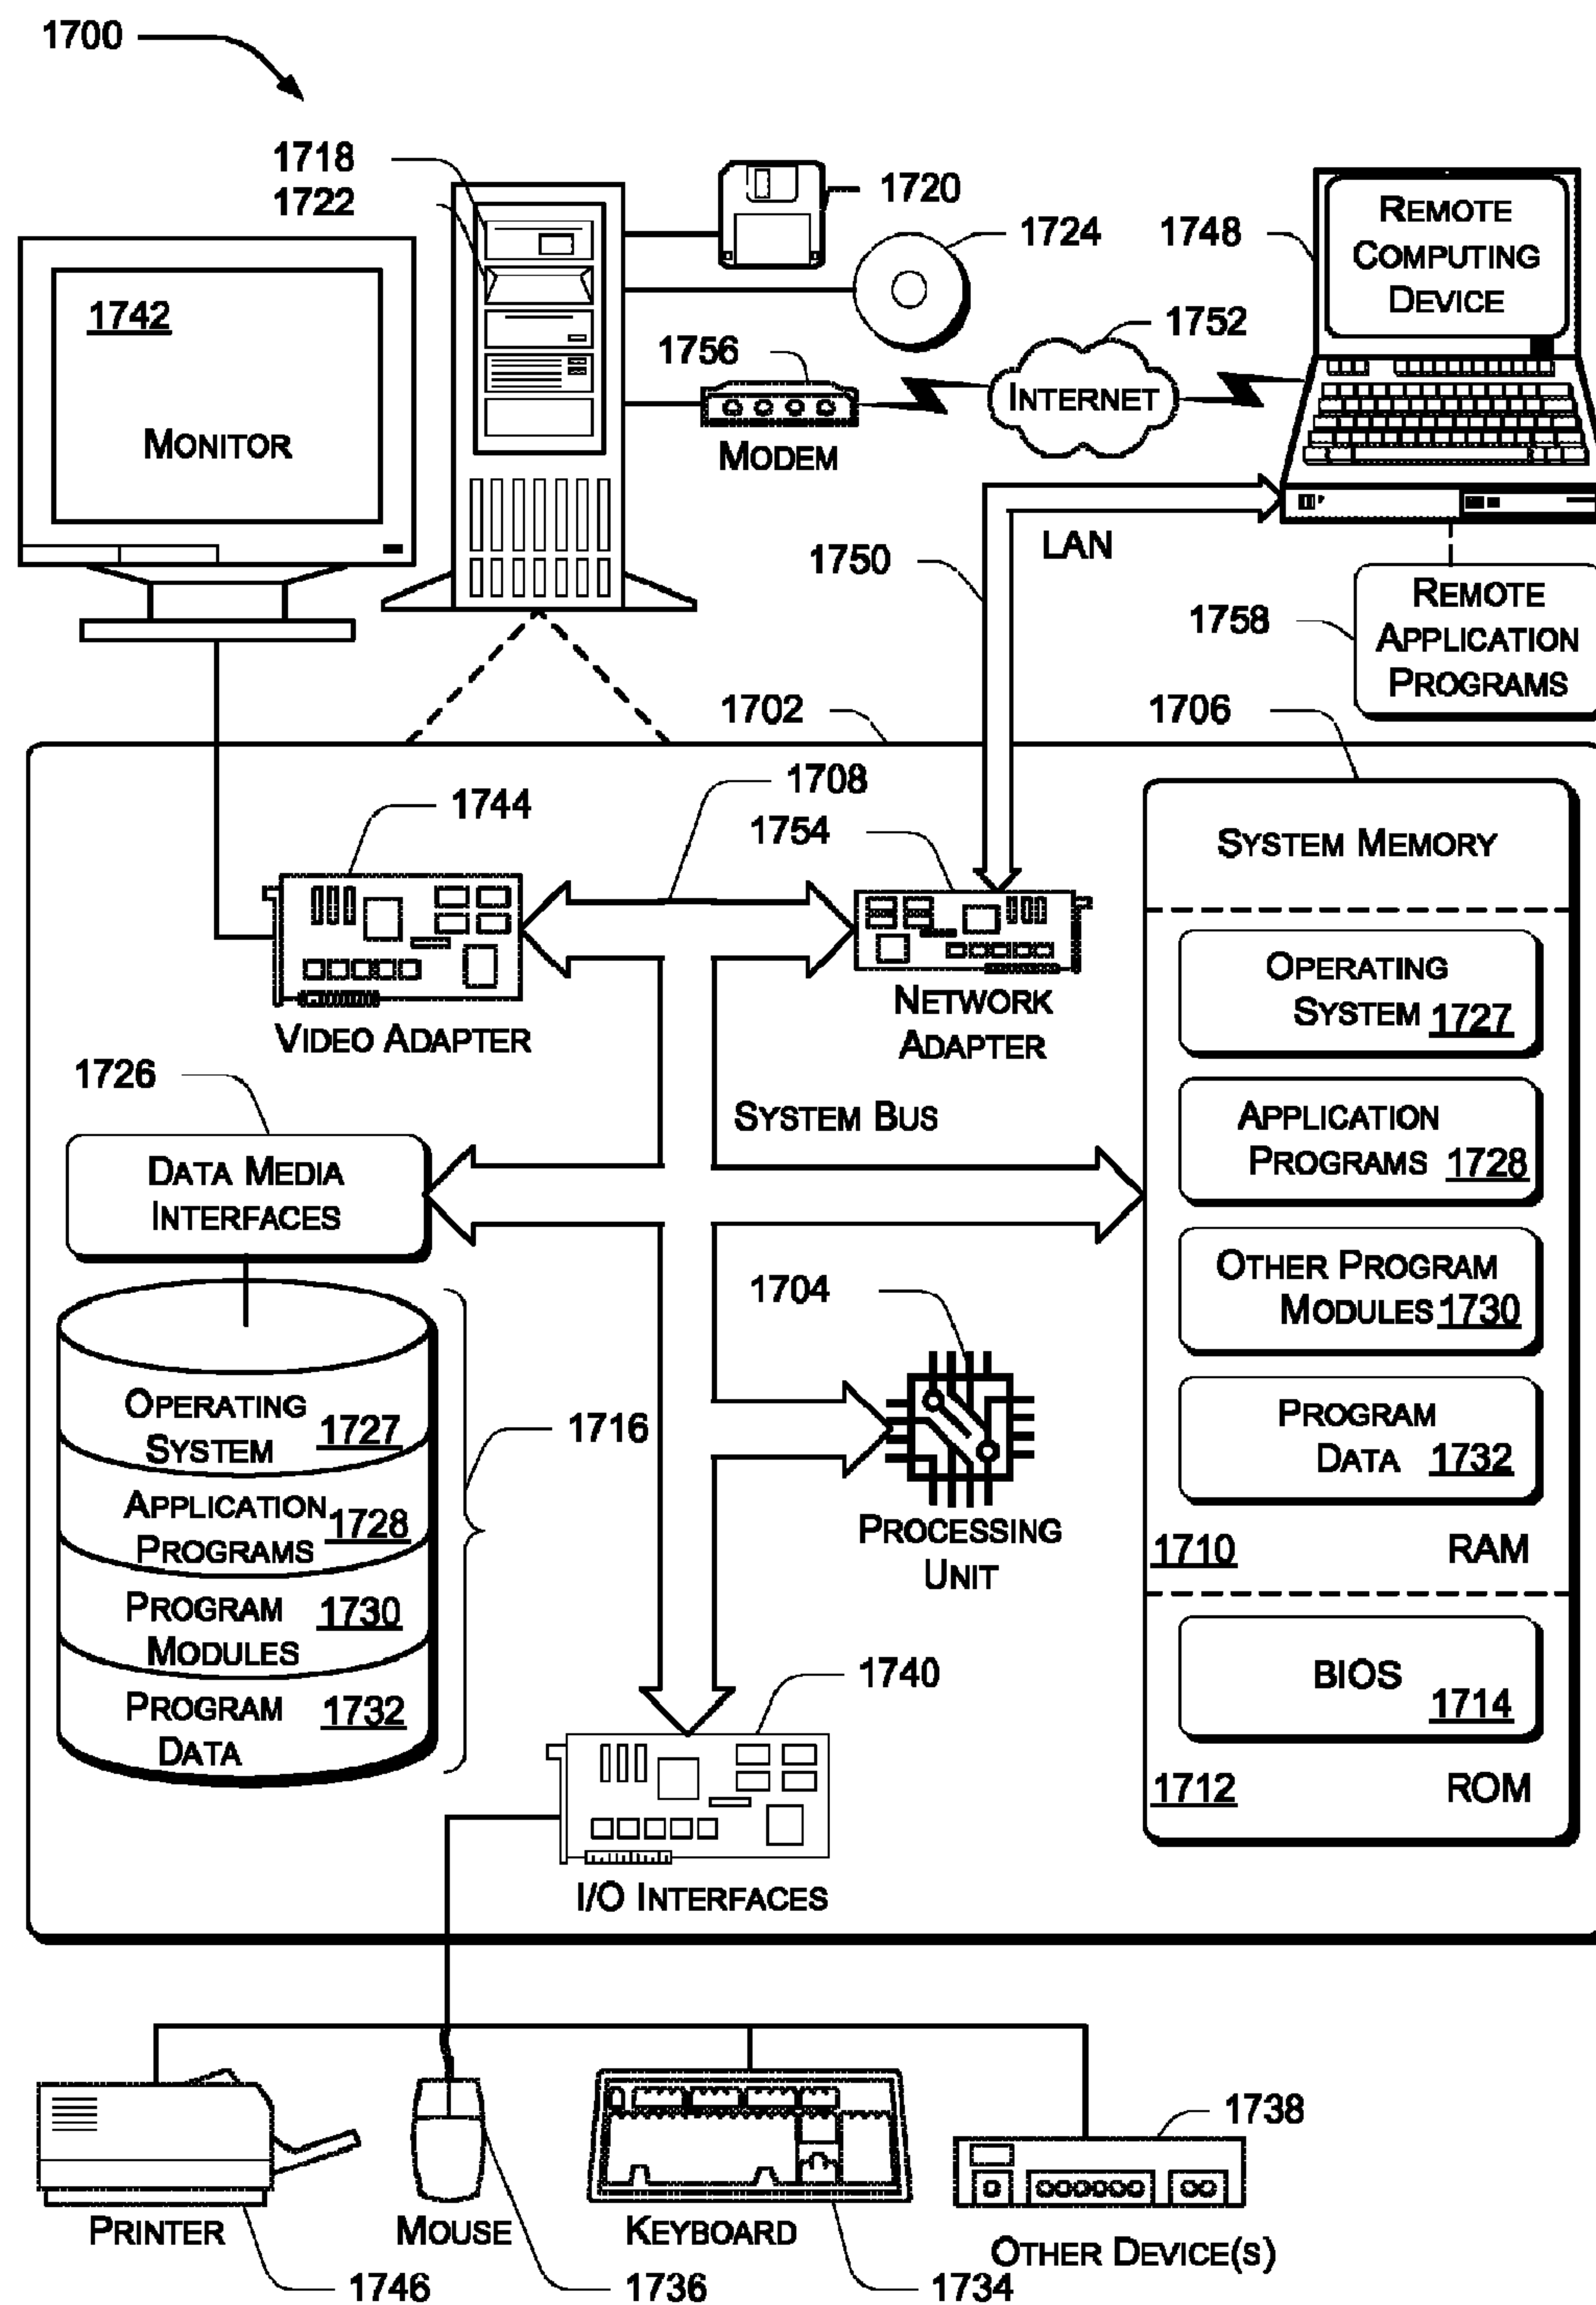 1700
1718
1722
1720
1724
1748
REMOTE
COMPUTING
DEVICE
1742
MONITOR
1756
MODEM
1752
INTERNET
1750
LAN
1758
REMOTE
APPLICATION
PROGRAMS
1702
1706
1708
1744
1754
SYSTEM MEMORY
VIDEO ADAPTER
NETWORK
ADAPTER
OPERATING
SYSTEM 1727
1726
DATA MEDIA
INTERFACES
SYSTEM BUS
APPLICATION
PROGRAMS 1728
OTHER PROGRAM
MODULES 1730
1704
PROCESSING
UNIT
PROGRAM
DATA 1732
1710 RAM
OPERATING
SYSTEM 1727
APPLICATION
PROGRAMS 1728
PROGRAM
MODULES 1730
PROGRAM
DATA 1732
1716
BIOS
1714
1712 ROM
1740
I/O INTERFACES
PRINTER
1746
MOUSE
1736
KEYBOARD
1734
1738
OTHER DEVICE(S)